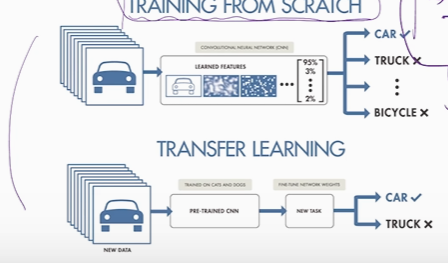 TRAINING FROM SCRATCH
CONVOLUTIONAL NEURAL NETWORK (CNN)
LEARNED FEATURES
95%
3%
2%
CAR ✓
TRUCK ×
BICYCLE ×
TRANSFER LEARNING
TRAINED ON CATS AND DOGS
FINE-TUNE NETWORK WEIGHTS
PRE-TRAINED CNN
NEW TASK
CAR ✓
TRUCK ×
NEW DATA